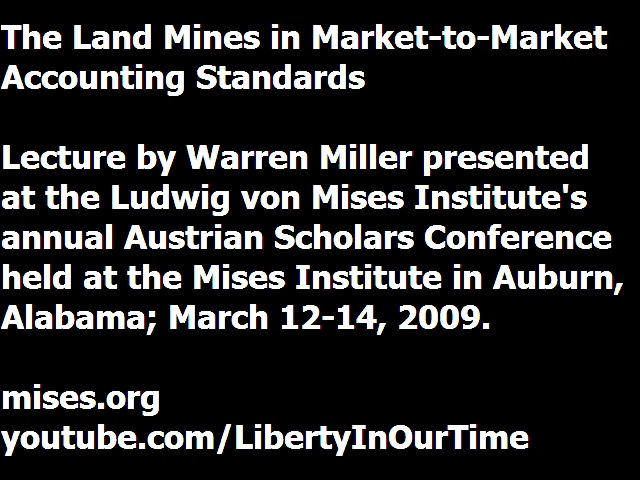 The Land Mines in Market-to-Market
Accounting Standards
Lecture by Warren Miller presented
at the Ludwig von Mises Institute's
annual Austrian Scholars Conference
held at the Mises Institute in Auburn,
Alabama; March 12-14, 2009.
mises.org
youtube.com/LibertyInOurTime